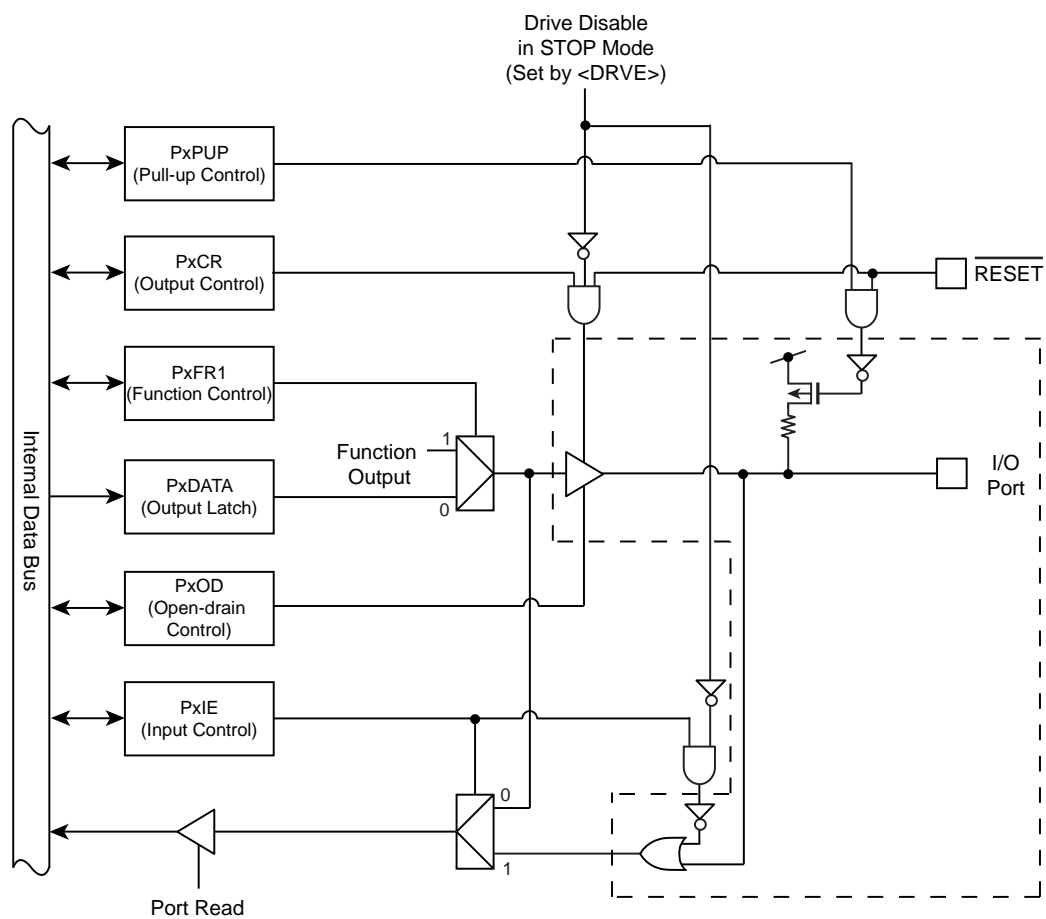 Drive Disable
in STOP Mode
(Set by <DRVE>)
PxPUP
(Pull-up Control)
PxCR
(Output Control)
RESET
PxFR1
(Function Control)
1
Function
Output
0
PxDATA
(Output Latch)
I/O
Port
Internal Data Bus
PxOD
(Open-drain
Control)
PxIE
(Input Control)
0
1
Port Read